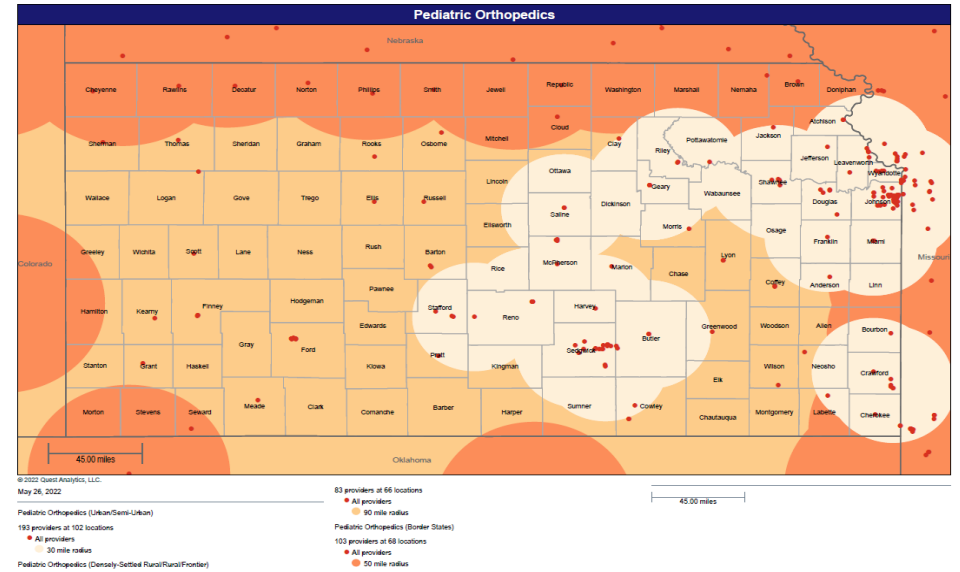 Pediatric Orthopedics
Nebraska
Cheyenne Rawlins Decatur Norton Phillips Smith Jewell Republic Washington Marshall Nemaha Brown Doniphan
Atchison
Sherman Thomas Sheridan Graham Rooks Osborne Mitchell Cloud Clay Riley Pottawatomie Jackson
Jefferson Leavenworth
Wyandotte
Wallace Logan Gove Trego Ellis Russell Lincoln Ottawa Geary Wabaunsee Shawnee
Saline Dickinson Douglas Johnson
Ellsworth Morris Osage
Greeley Wichita Scott Lane Ness Rush Barton Lyon Franklin Miami
Colorado Rice McPherson Marion Chase Missouri
Pawnee Coffey Anderson Linn
Hamilton Kearny Finney Hodgeman Stafford Reno Harvey
Edwards Greenwood Woodson Allen Bourbon
Gray Ford Butler
Stanton Grant Haskell Kiowa Pratt Kingman Sedgwick Wilson Neosho Crawford
Elk
Morton Stevens Seward Meade Clark Comanche Barber Harper Sumner Cowley Chautauqua Montgomery Labette Cherokee
45.00 miles
Oklahoma
© 2022 Quest Analytics, LLC.
May 26, 2022
Pediatric Orthopedics (Urban/Semi-Urban)
193 providers at 102 locations
All providers
30 mile radius
Pediatric Orthopedics (Densely-Settled Rural/Rural/Frontier)
83 providers at 66 locations
All providers
90 mile radius
Pediatric Orthopedics (Border States)
103 providers at 68 locations
All providers
50 mile radius
45.00 miles